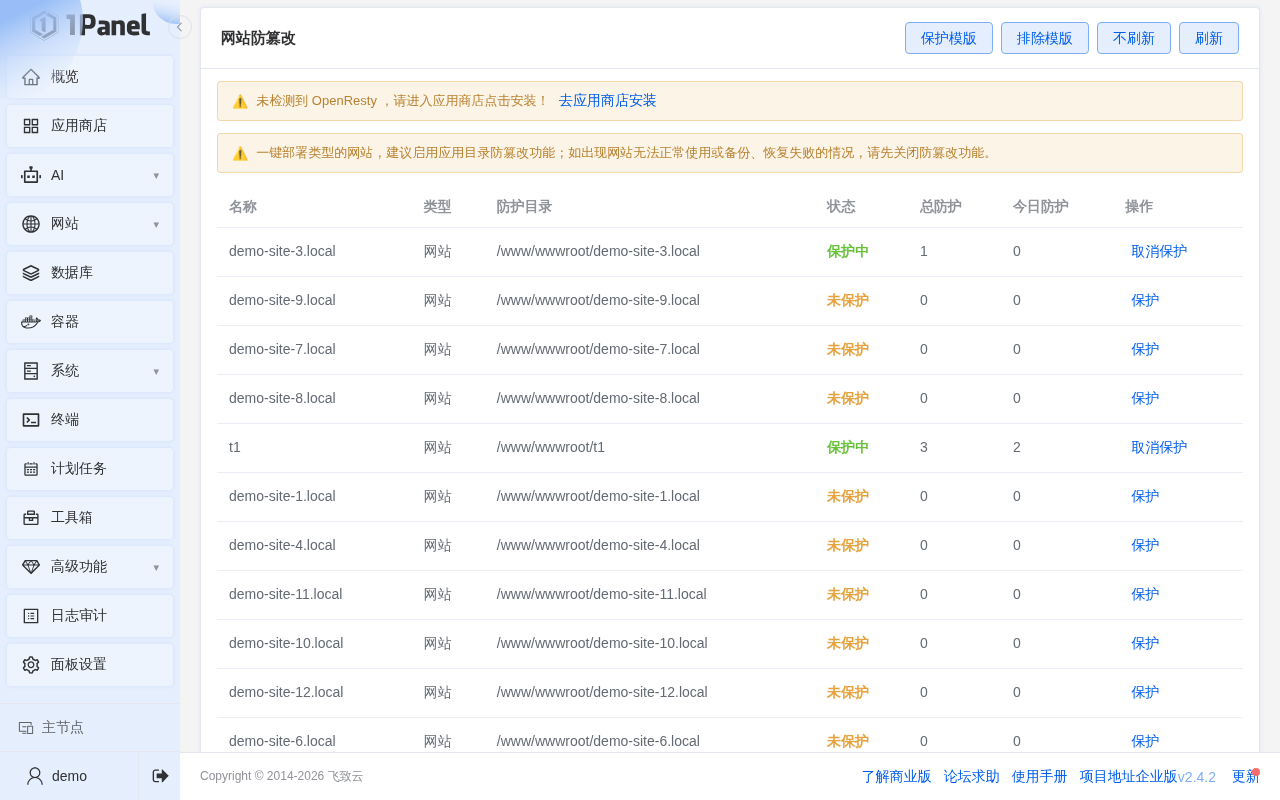 1Panel
概览
应用商店
AI
网站
数据库
容器
系统
终端
计划任务
工具箱
高级功能
日志审计
面板设置
主节点
demo
网站防篡改
保护模版 排除模版 不刷新 刷新
未检测到 OpenResty ，请进入应用商店点击安装！ 去应用商店安装
一键部署类型的网站，建议启用应用目录防篡改功能；如出现网站无法正常使用或备份、恢复失败的情况，请先关闭防篡改功能。
名称 类型 防护目录 状态 总防护 今日防护 操作
demo-site-3.local 网站 /www/wwwroot/demo-site-3.local 保护中 1 0 取消保护
demo-site-9.local 网站 /www/wwwroot/demo-site-9.local 未保护 0 0 保护
demo-site-7.local 网站 /www/wwwroot/demo-site-7.local 未保护 0 0 保护
demo-site-8.local 网站 /www/wwwroot/demo-site-8.local 未保护 0 0 保护
t1 网站 /www/wwwroot/t1 保护中 3 2 取消保护
demo-site-1.local 网站 /www/wwwroot/demo-site-1.local 未保护 0 0 保护
demo-site-4.local 网站 /www/wwwroot/demo-site-4.local 未保护 0 0 保护
demo-site-11.local 网站 /www/wwwroot/demo-site-11.local 未保护 0 0 保护
demo-site-10.local 网站 /www/wwwroot/demo-site-10.local 未保护 0 0 保护
demo-site-12.local 网站 /www/wwwroot/demo-site-12.local 未保护 0 0 保护
demo-site-6.local 网站 /www/wwwroot/demo-site-6.local 未保护 0 0 保护
Copyright © 2014-2026 飞致云 了解商业版 论坛求助 使用手册 项目地址企业版v2.4.2 更新